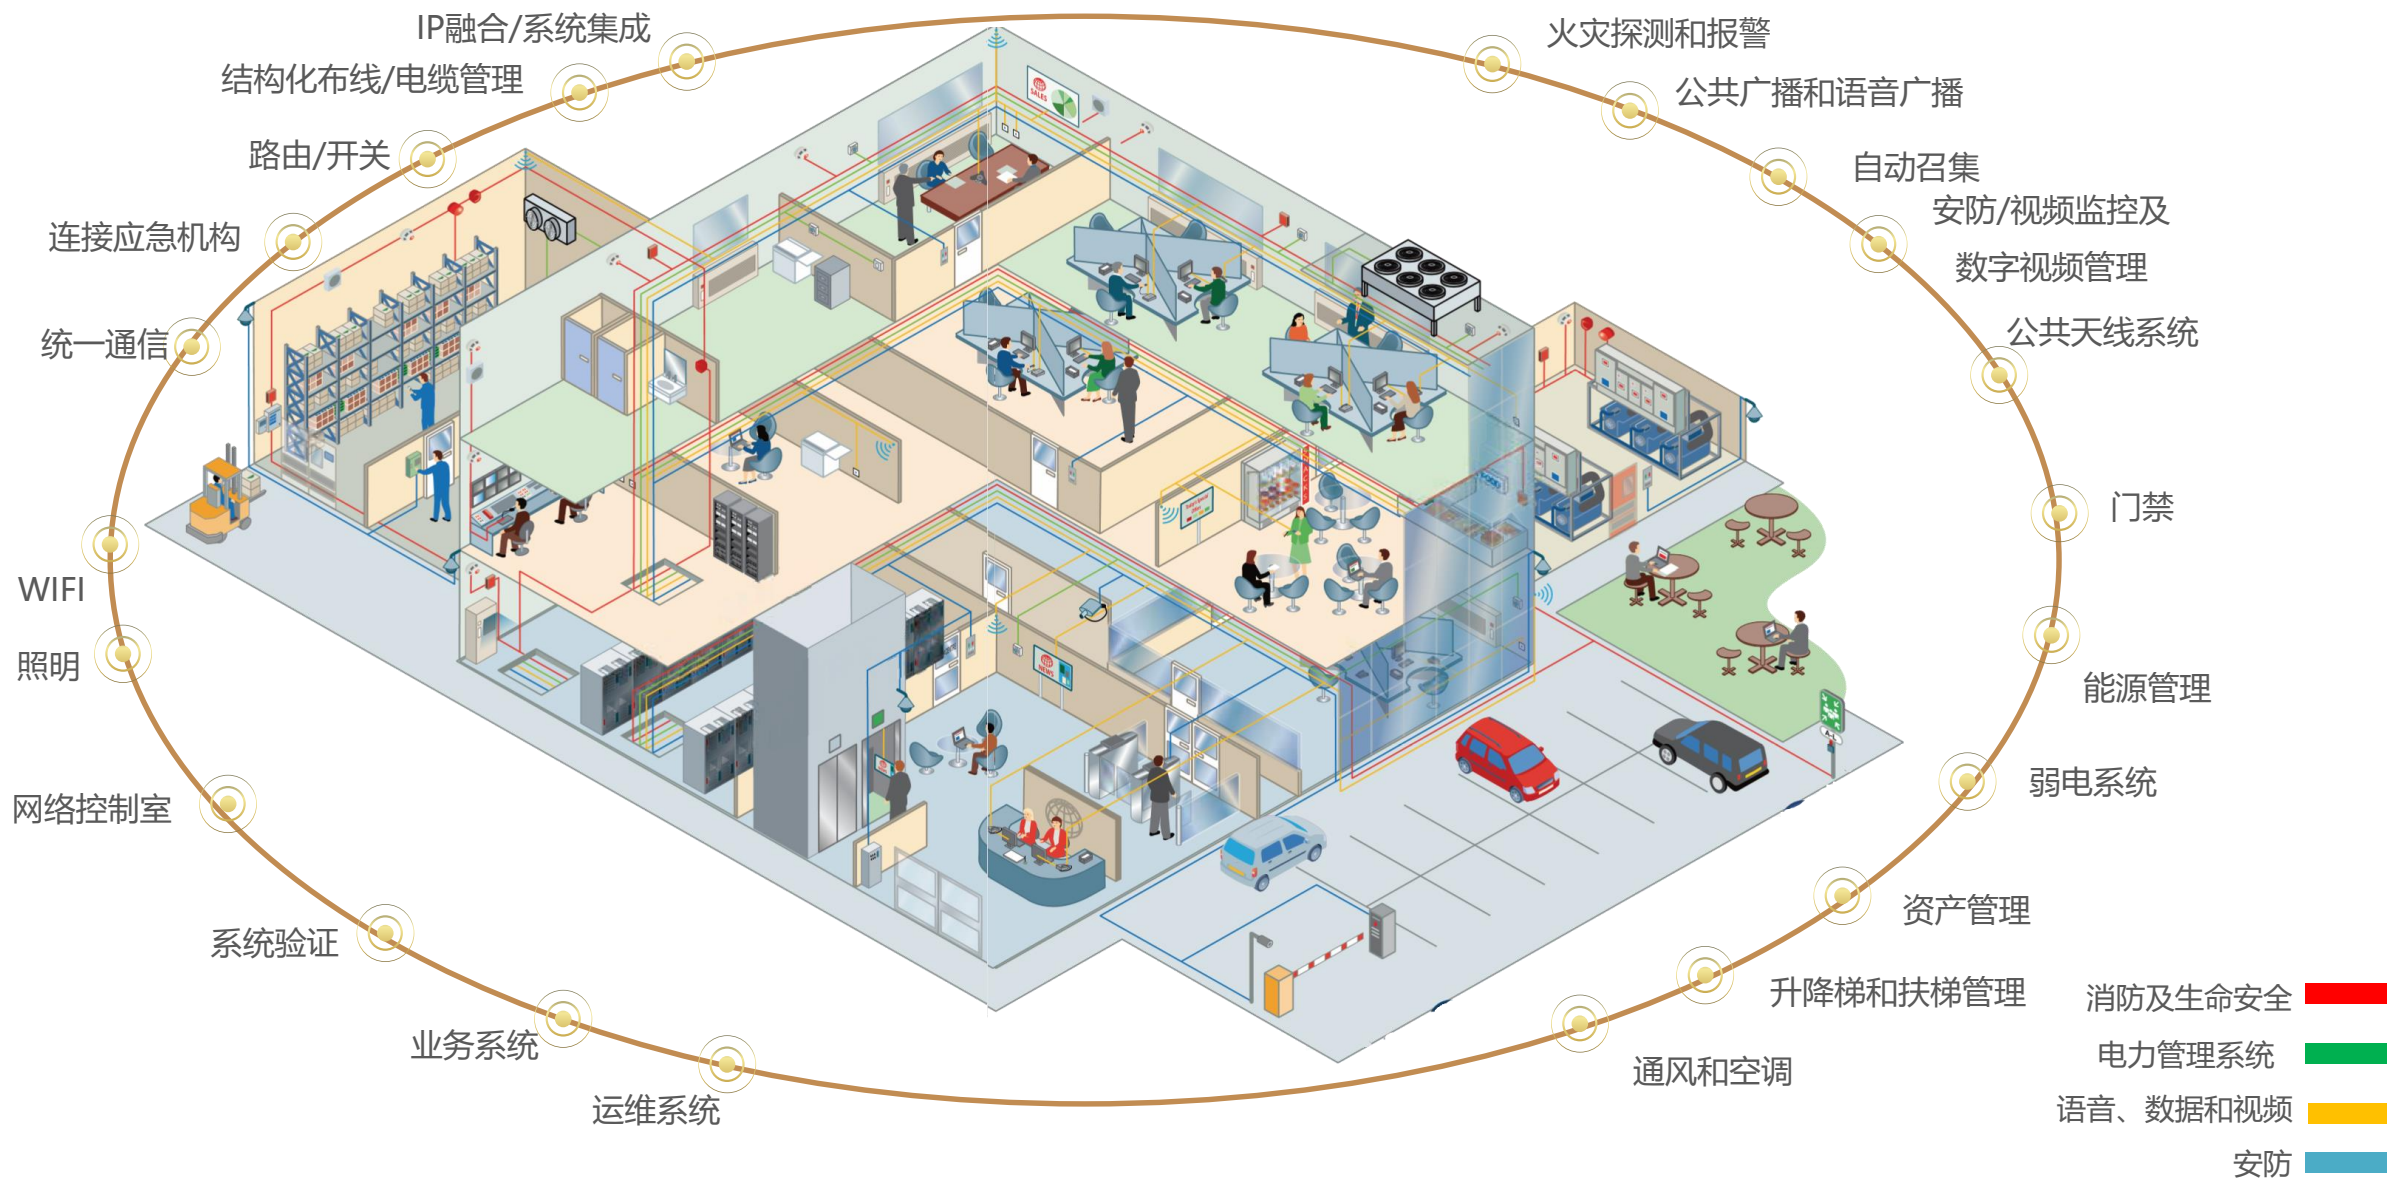 IP融合/系统集成
结构化布线/电缆管理
路由/开关
连接应急机构
统一通信
WIFI
照明
网络控制室
系统验证
业务系统
运维系统
火灾探测和报警
公共广播和语音广播
自动召集
安防/视频监控及
数字视频管理
公共天线系统
门禁
能源管理
弱电系统
资产管理
升降梯和扶梯管理
通风和空调
消防及生命安全
电力管理系统
语音、数据和视频
安防
SALES
SNACKS
NEWS
A-L